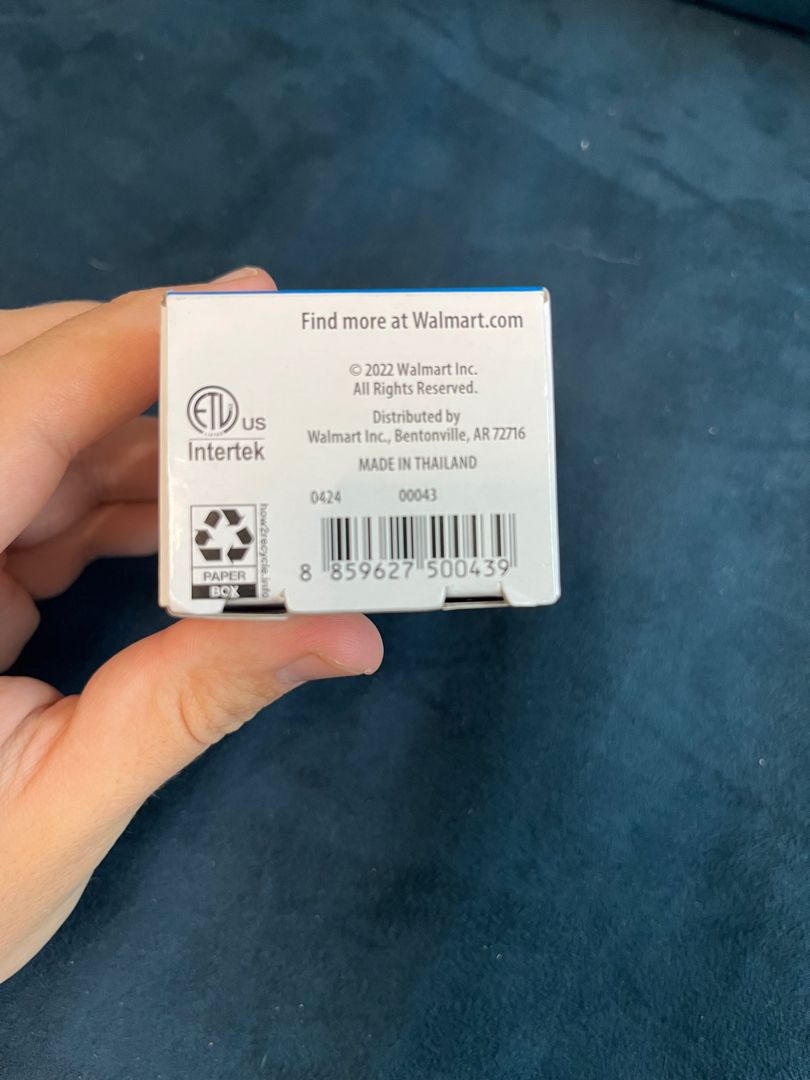 Find more at Walmart.com
© 2022 Walmart Inc.
All Rights Reserved.
Distributed by
Walmart Inc., Bentonville, AR 72716
MADE IN THAILAND
ETL US
Intertek
0424 00043
8 859627 500439
how2recycle.info
PAPER
BOX